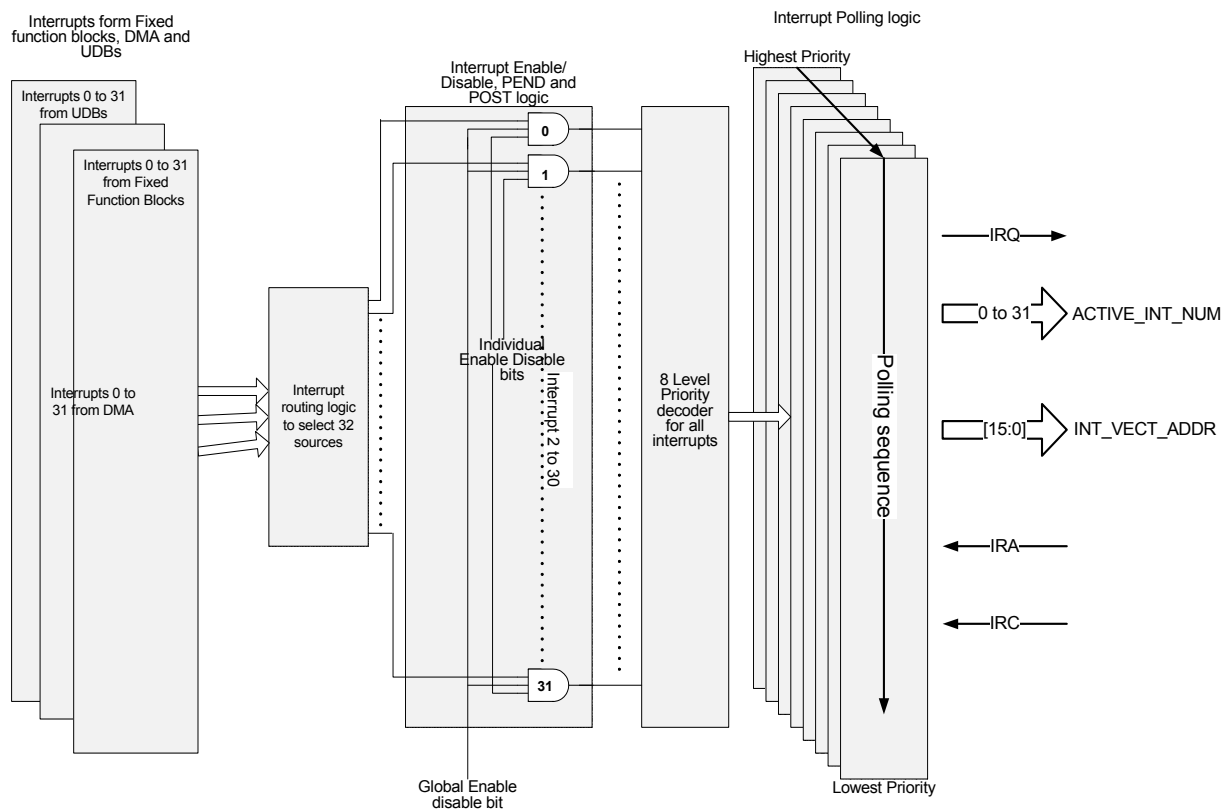 Interrupts form Fixed
function blocks, DMA and
UDBs
Interrupts 0 to 31
from UDBs
Interrupts 0 to 31
from Fixed
Function Blocks
Interrupts 0 to
31 from DMA
Interrupt
routing logic
to select 32
sources
Interrupt Enable/
Disable, PEND and
POST logic
0
1
Individual
Enable Disable
bits
Interrupt 2 to 30
31
Global Enable
disable bit
8 Level
Priority
decoder
for all
interrupts
Interrupt Polling logic
Highest Priority
Polling sequence
Lowest Priority
IRQ
0 to 31
ACTIVE_INT_NUM
[15:0]
INT_VECT_ADDR
IRA
IRC